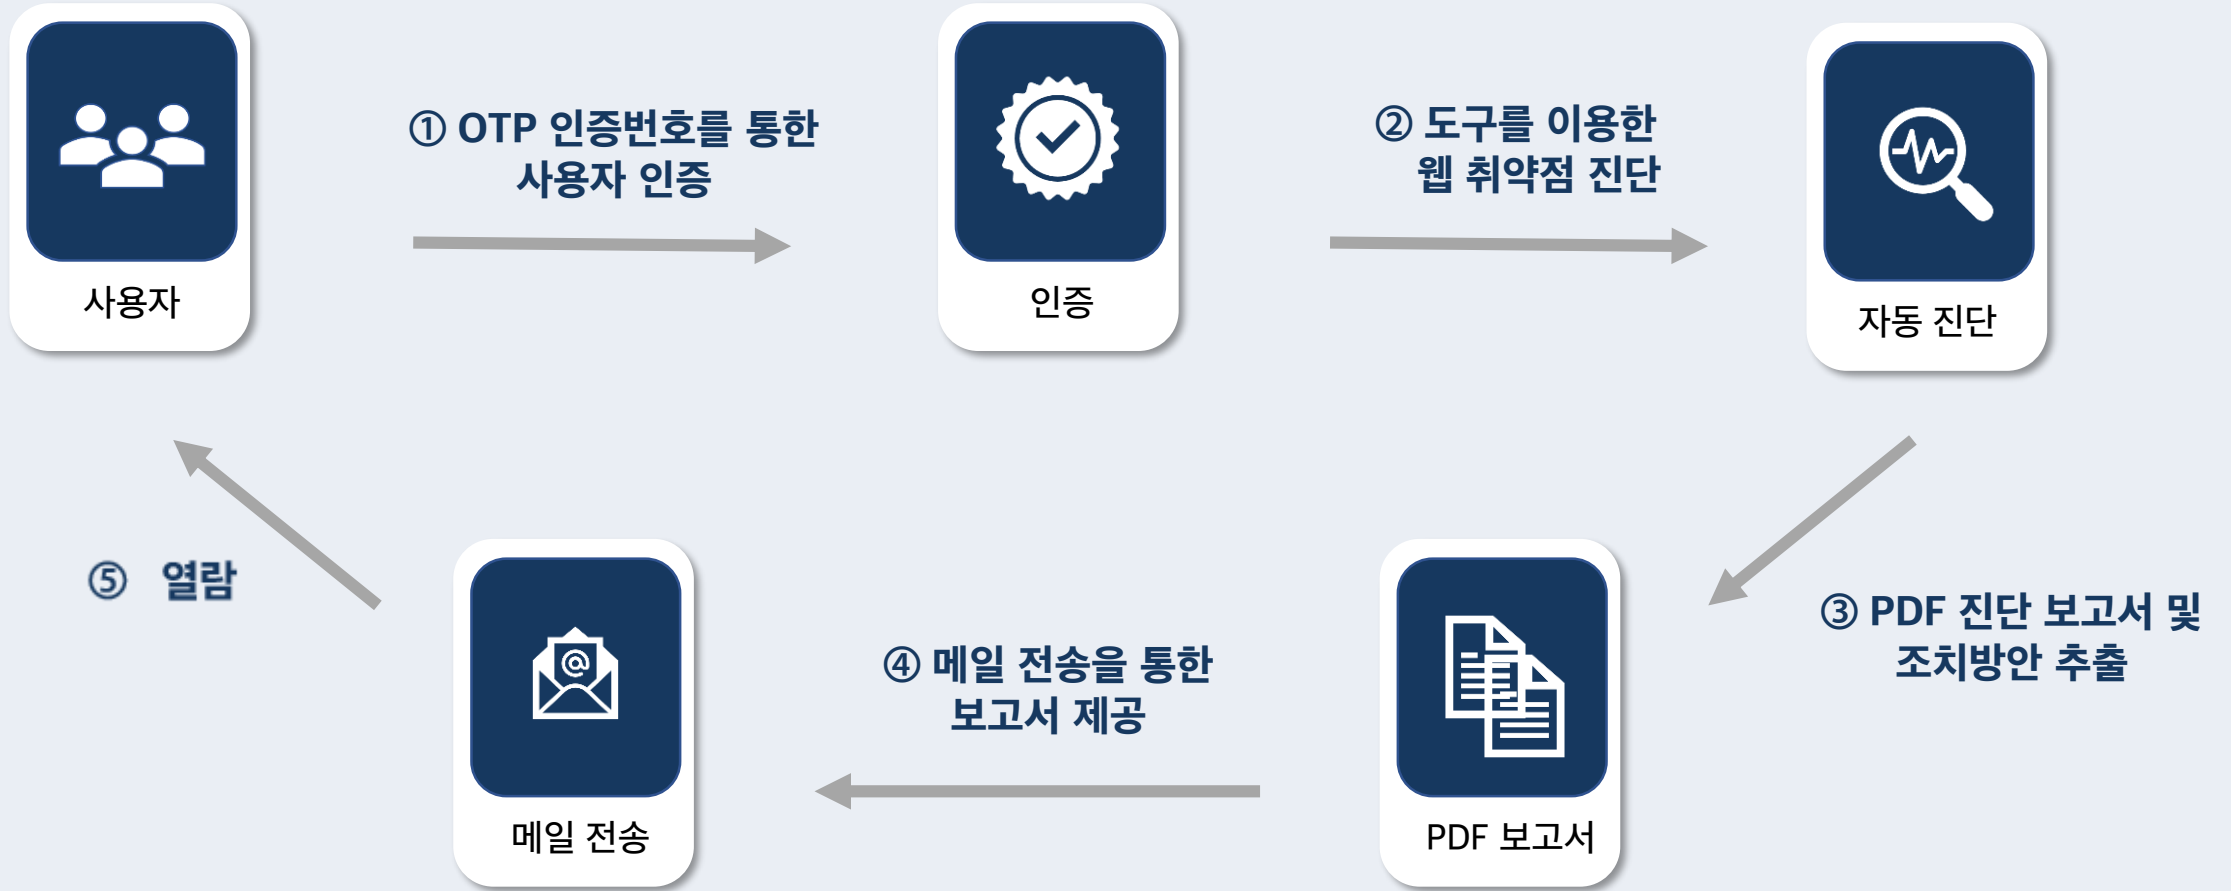 ① OTP 인증번호를 통한
사용자 인증
② 도구를 이용한
웹 취약점 진단
사용자
인증
자동 진단
③ PDF 진단 보고서 및
조치방안 추출
④ 메일 전송을 통한
보고서 제공
⑤ 열람
@
메일 전송
PDF 보고서